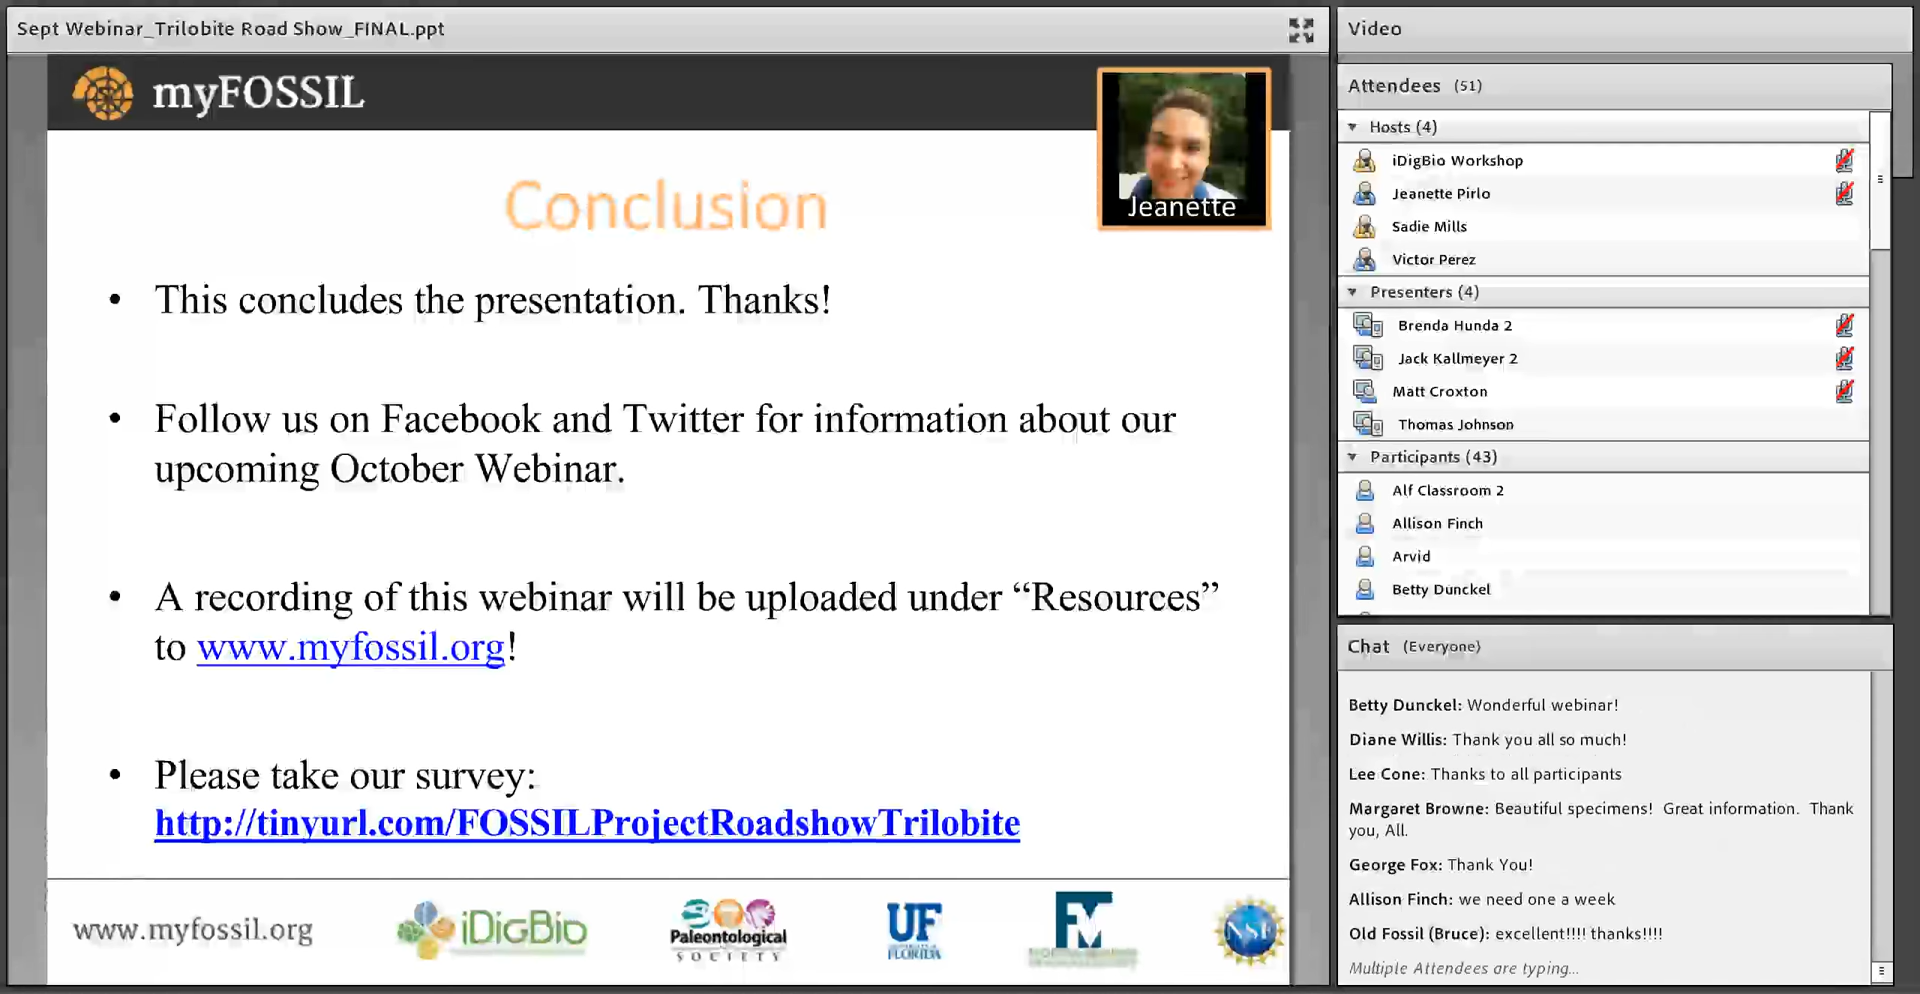 Sept Webinar_Trilobite Road Show_FINAL.ppt
myFOSSIL
Jeanette
Conclusion
• This concludes the presentation. Thanks!
• Follow us on Facebook and Twitter for information about our
upcoming October Webinar.
• A recording of this webinar will be uploaded under “Resources”
to www.myfossil.org!
• Please take our survey:
http://tinyurl.com/FOSSILProjectRoadshowTrilobite
www.myfossil.org
iDigBio
Paleontological
SOCIETY
UF
FLORIDA
FM
NSF
Video
Attendees (51)
Hosts (4)
iDigBio Workshop
Jeanette Pirlo
Sadie Mills
Victor Perez
Presenters (4)
Brenda Hunda 2
Jack Kallmeyer 2
Matt Croxton
Thomas Johnson
Participants (43)
Alf Classroom 2
Allison Finch
Arvid
Betty Dunckel
Chat (Everyone)
Betty Dunckel: Wonderful webinar!
Diane Willis: Thank you all so much!
Lee Cone: Thanks to all participants
Margaret Browne: Beautiful specimens! Great information. Thank
you, All.
George Fox: Thank You!
Allison Finch: we need one a week
Old Fossil (Bruce): excellent!!!! thanks!!!!
Multiple Attendees are typing...